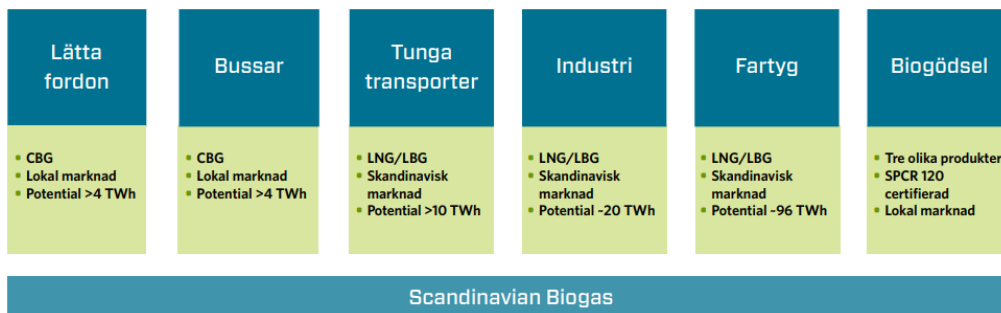 Lätta
fordon
CBG
Lokal marknad
Potential >4 TWh
Bussar
CBG
Lokal marknad
Potential >4 TWh
Tunga
transporter
LNG/LBG
Skandinavisk
marknad
Potential >10 TWh
Industri
LNG/LBG
Skandinavisk
marknad
Potential ~20 TWh
Fartyg
LNG/LBG
Skandinavisk
marknad
Potential ~96 TWh
Biogödsel
Tre olika produkter
SPCR 120
certifierad
Lokal marknad
Scandinavian Biogas